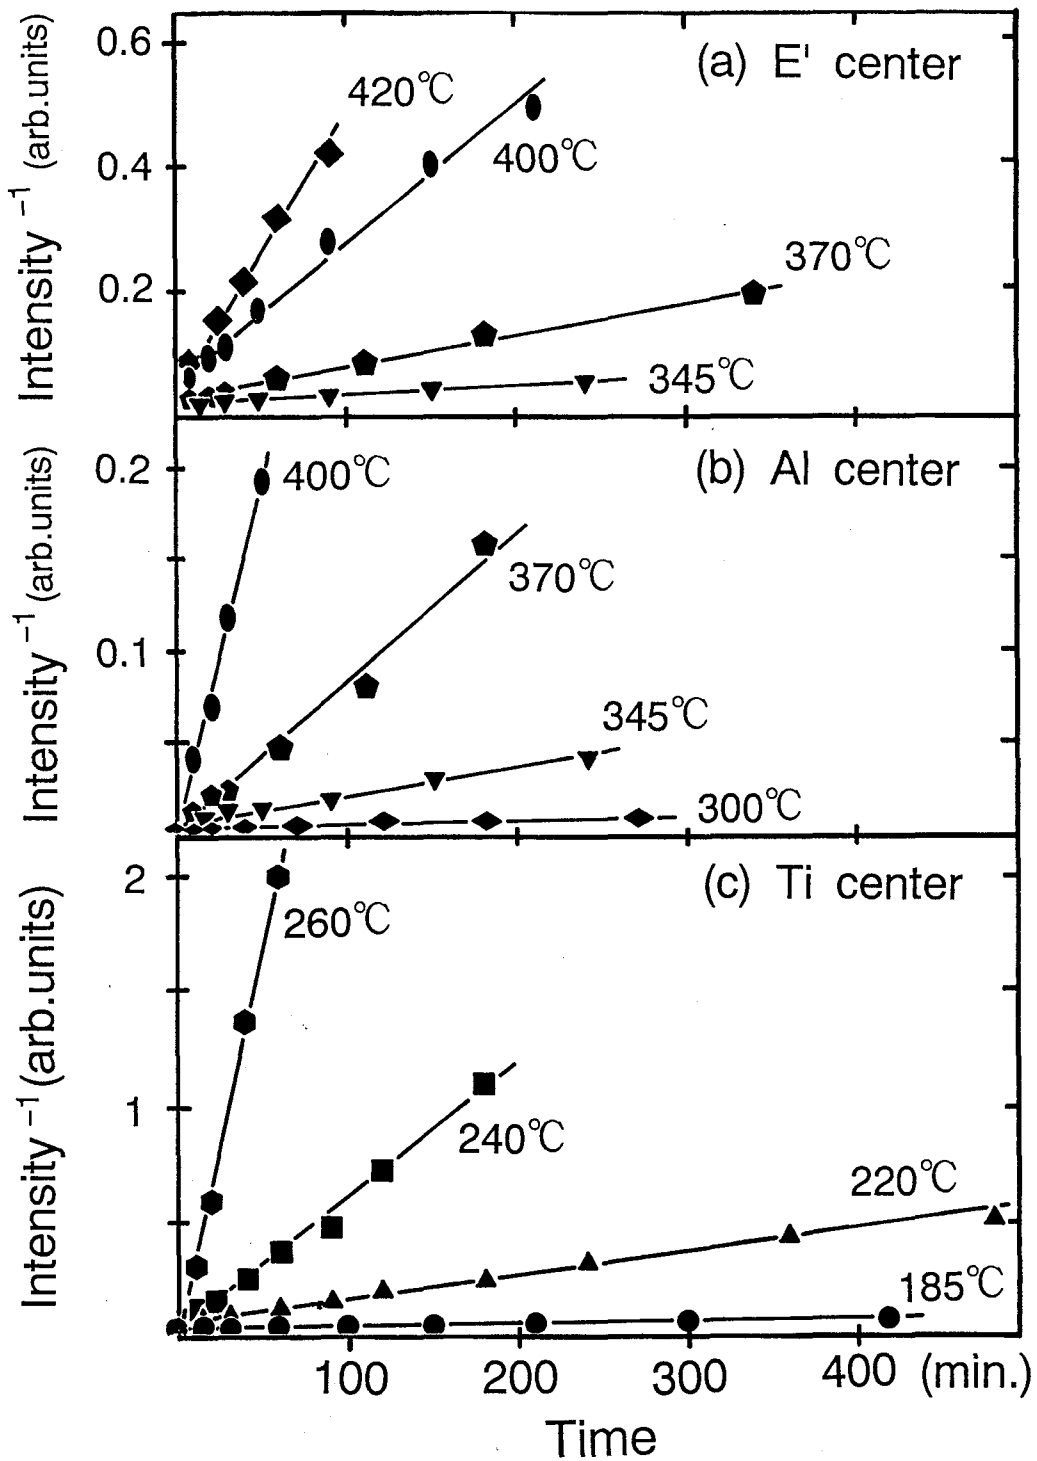 (a) E' center
Intensity⁻¹ (arb.units)
0.6
0.4
0.2
420℃
400℃
370℃
345℃
(b) Al center
Intensity⁻¹ (arb.units)
0.2
0.1
400℃
370℃
345℃
300℃
(c) Ti center
Intensity⁻¹ (arb.units)
2
1
260℃
240℃
220℃
185℃
100 200 300 400 (min.)
Time